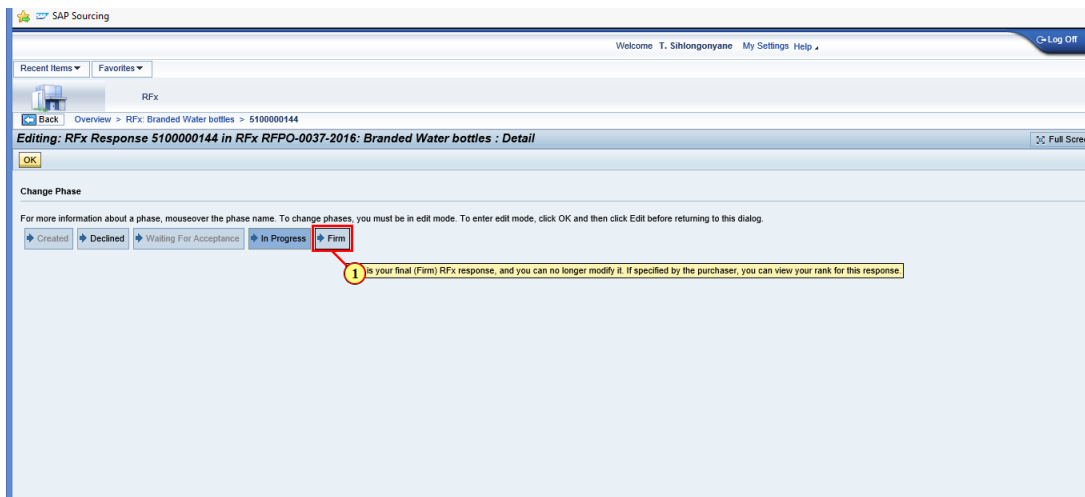 SAP Sourcing
Welcome T. Sihlongonyane My Settings Help
Log Off
Recent Items Favorites
RFx
Back Overview > RFx: Branded Water bottles > 5100000144
Editing: RFx Response 5100000144 in RFx RFPO-0037-2016: Branded Water bottles : Detail
Full Scre
OK
Change Phase
For more information about a phase, mouseover the phase name. To change phases, you must be in edit mode. To enter edit mode, click OK and then click Edit before returning to this dialog.
Created Declined Waiting For Acceptance In Progress Firm
1 is your final (Firm) RFx response, and you can no longer modify it. If specified by the purchaser, you can view your rank for this response.